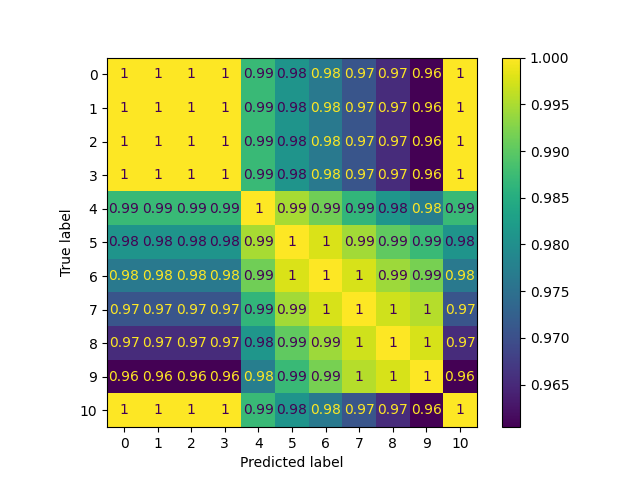 0 1 1 1 1 0.99 0.98 0.98 0.97 0.97 0.96 1 1.000
1 1 1 1 1 0.99 0.98 0.98 0.97 0.97 0.96 1 0.995
2 1 1 1 1 0.99 0.98 0.98 0.97 0.97 0.96 1 0.990
3 1 1 1 1 0.99 0.98 0.98 0.97 0.97 0.96 1
4 0.99 0.99 0.99 0.99 1 0.99 0.99 0.99 0.98 0.98 0.99 0.985
5 0.98 0.98 0.98 0.98 0.99 1 1 0.99 0.99 0.99 0.98 0.980
True label
6 0.98 0.98 0.98 0.98 0.99 1 1 1 0.99 0.99 0.98 0.975
7 0.97 0.97 0.97 0.97 0.99 0.99 1 1 1 1 0.97 0.970
8 0.97 0.97 0.97 0.97 0.98 0.99 0.99 1 1 1 0.97
9 0.96 0.96 0.96 0.96 0.98 0.99 0.99 1 1 1 0.96 0.965
10 1 1 1 1 0.99 0.98 0.98 0.97 0.97 0.96 1
0 1 2 3 4 5 6 7 8 9 10
Predicted label